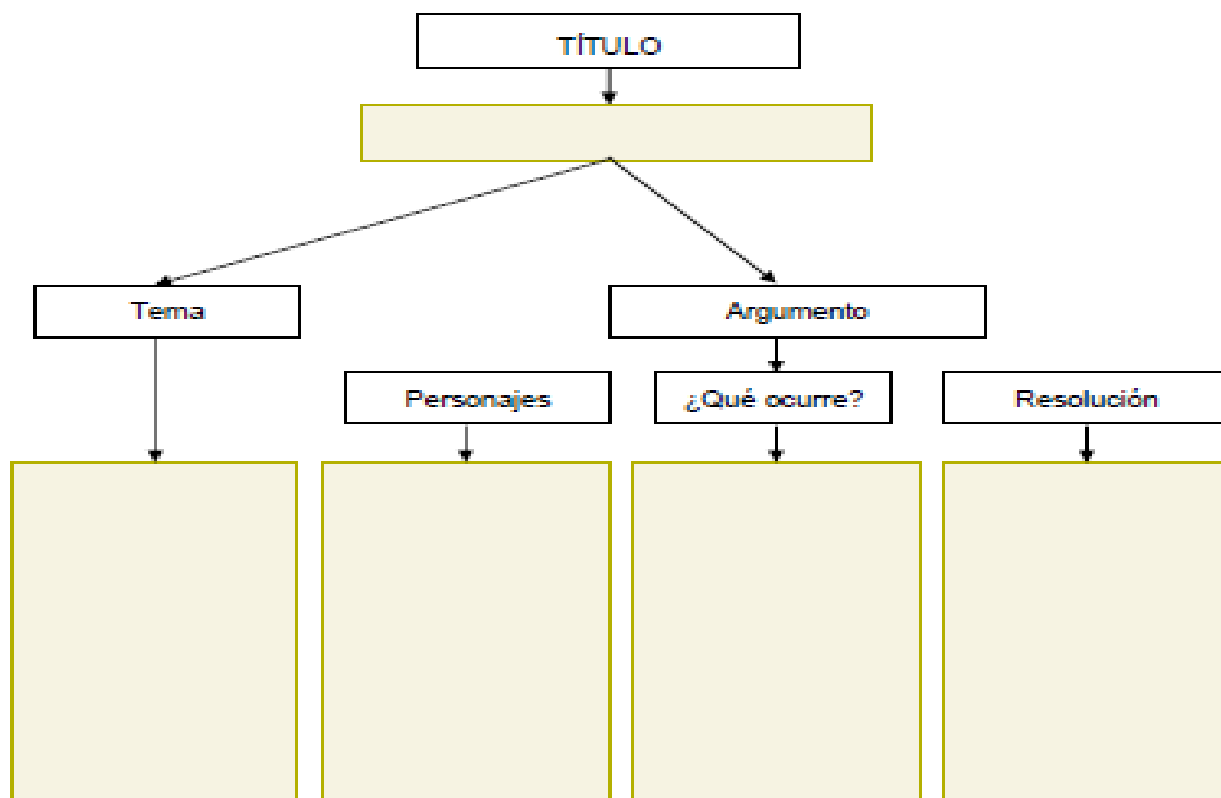 TÍTULO
Tema
Argumento
Personajes
¿Qué ocurre?
Resolución